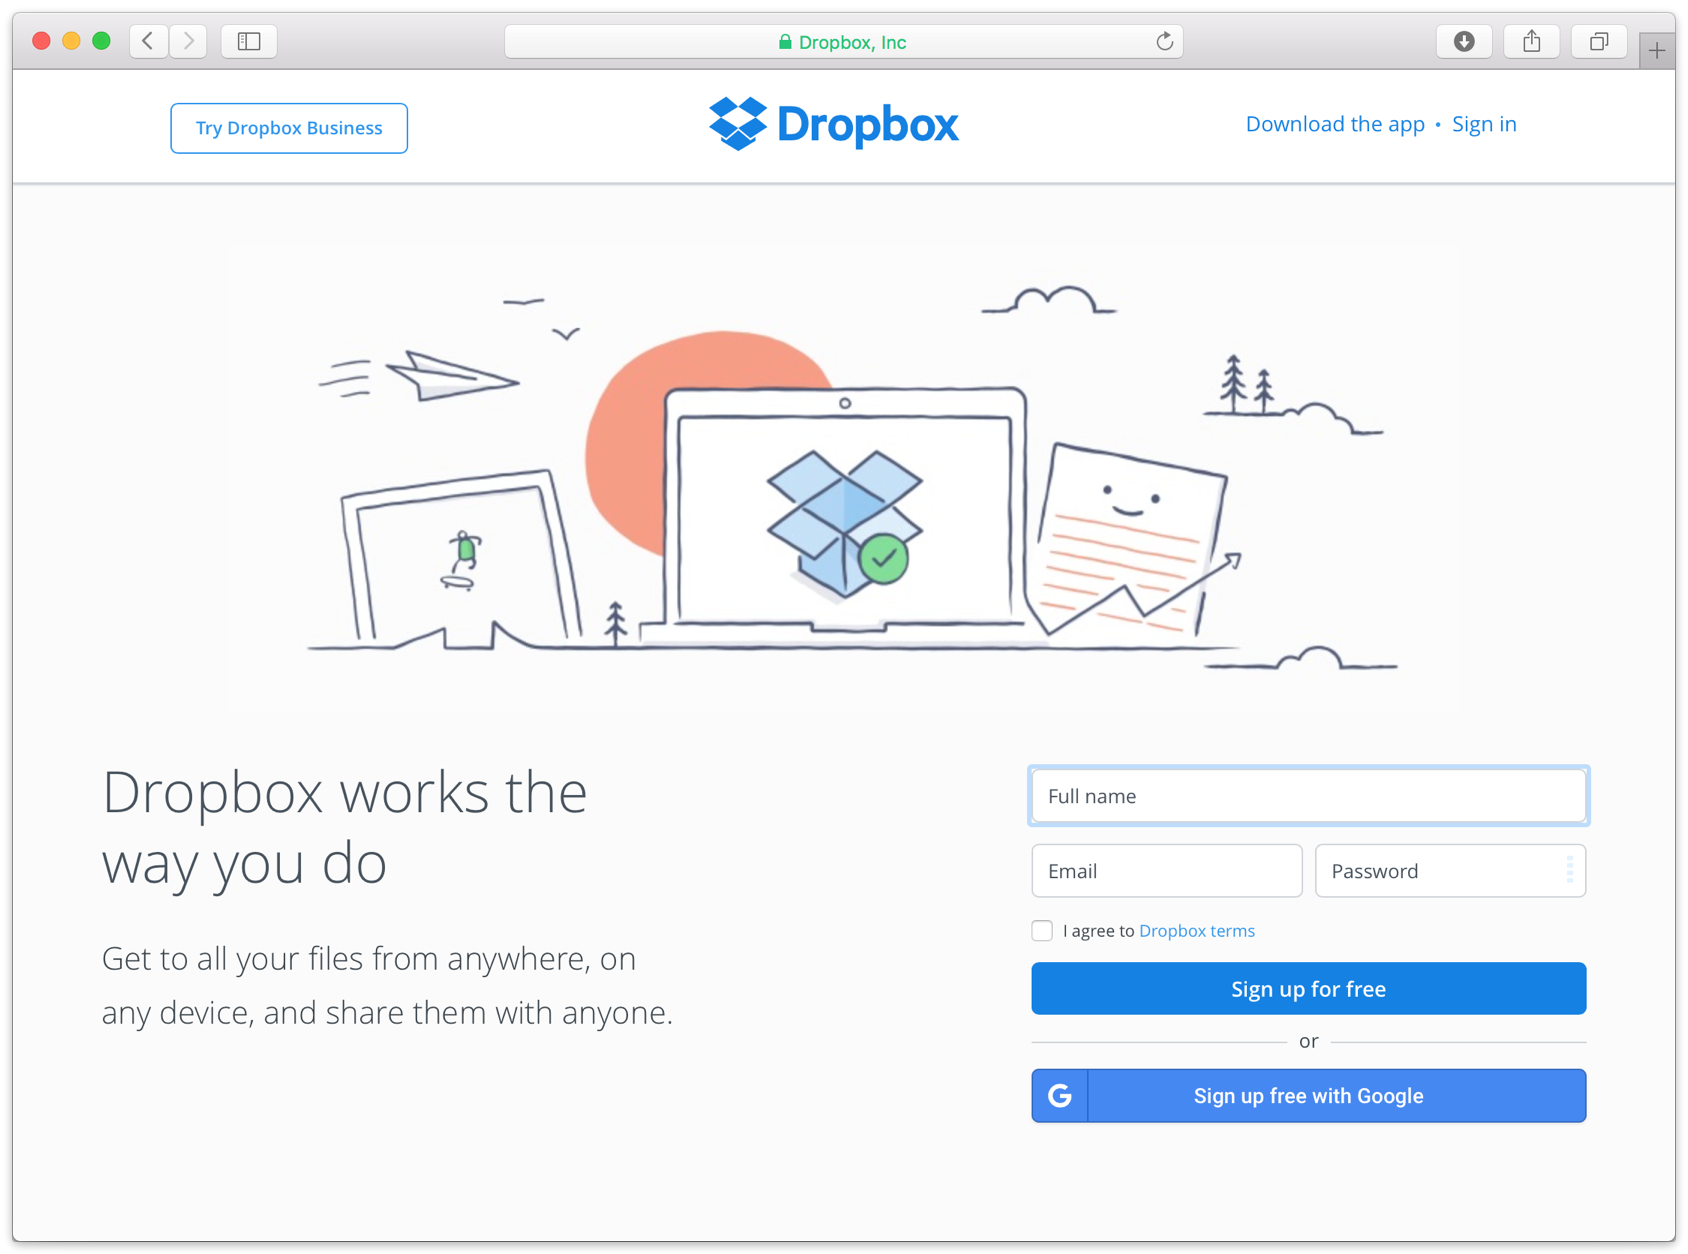 Dropbox, Inc
Try Dropbox Business
Dropbox
Download the app • Sign in
Dropbox works the
way you do
Get to all your files from anywhere, on
any device, and share them with anyone.
Full name
Email
Password
I agree to Dropbox terms
Sign up for free
or
G
Sign up free with Google